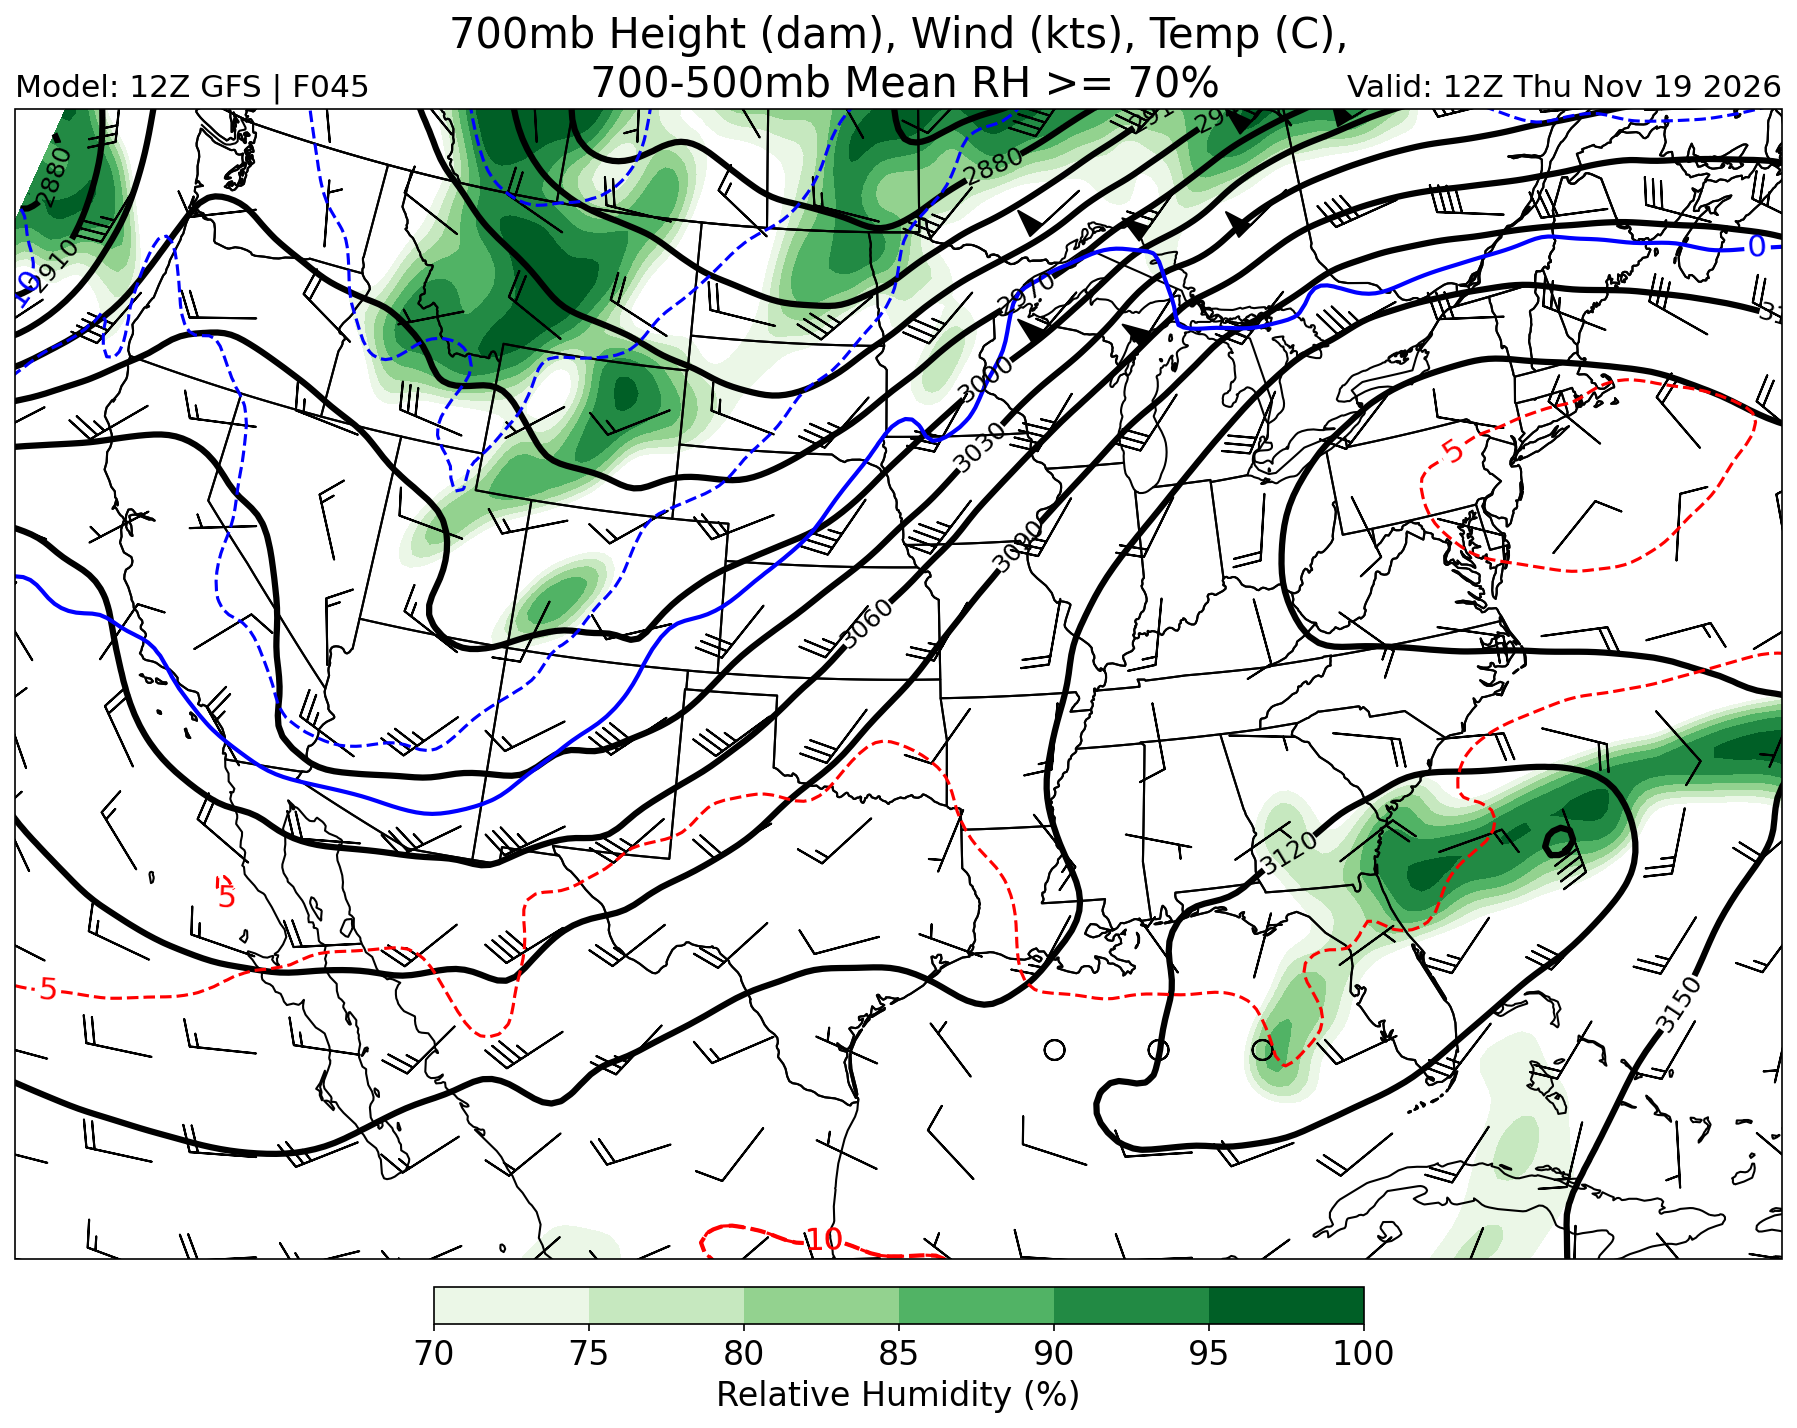 700mb Height (dam), Wind (kts), Temp (C),
700-500mb Mean RH >= 70%
Model: 12Z GFS | F045
Valid: 12Z Thu Nov 19 2026
2880
2910
2880
2970
3000
3030
3060
3090
3120
3150
0
5
5
5
10
70 75 80 85 90 95 100
Relative Humidity (%)